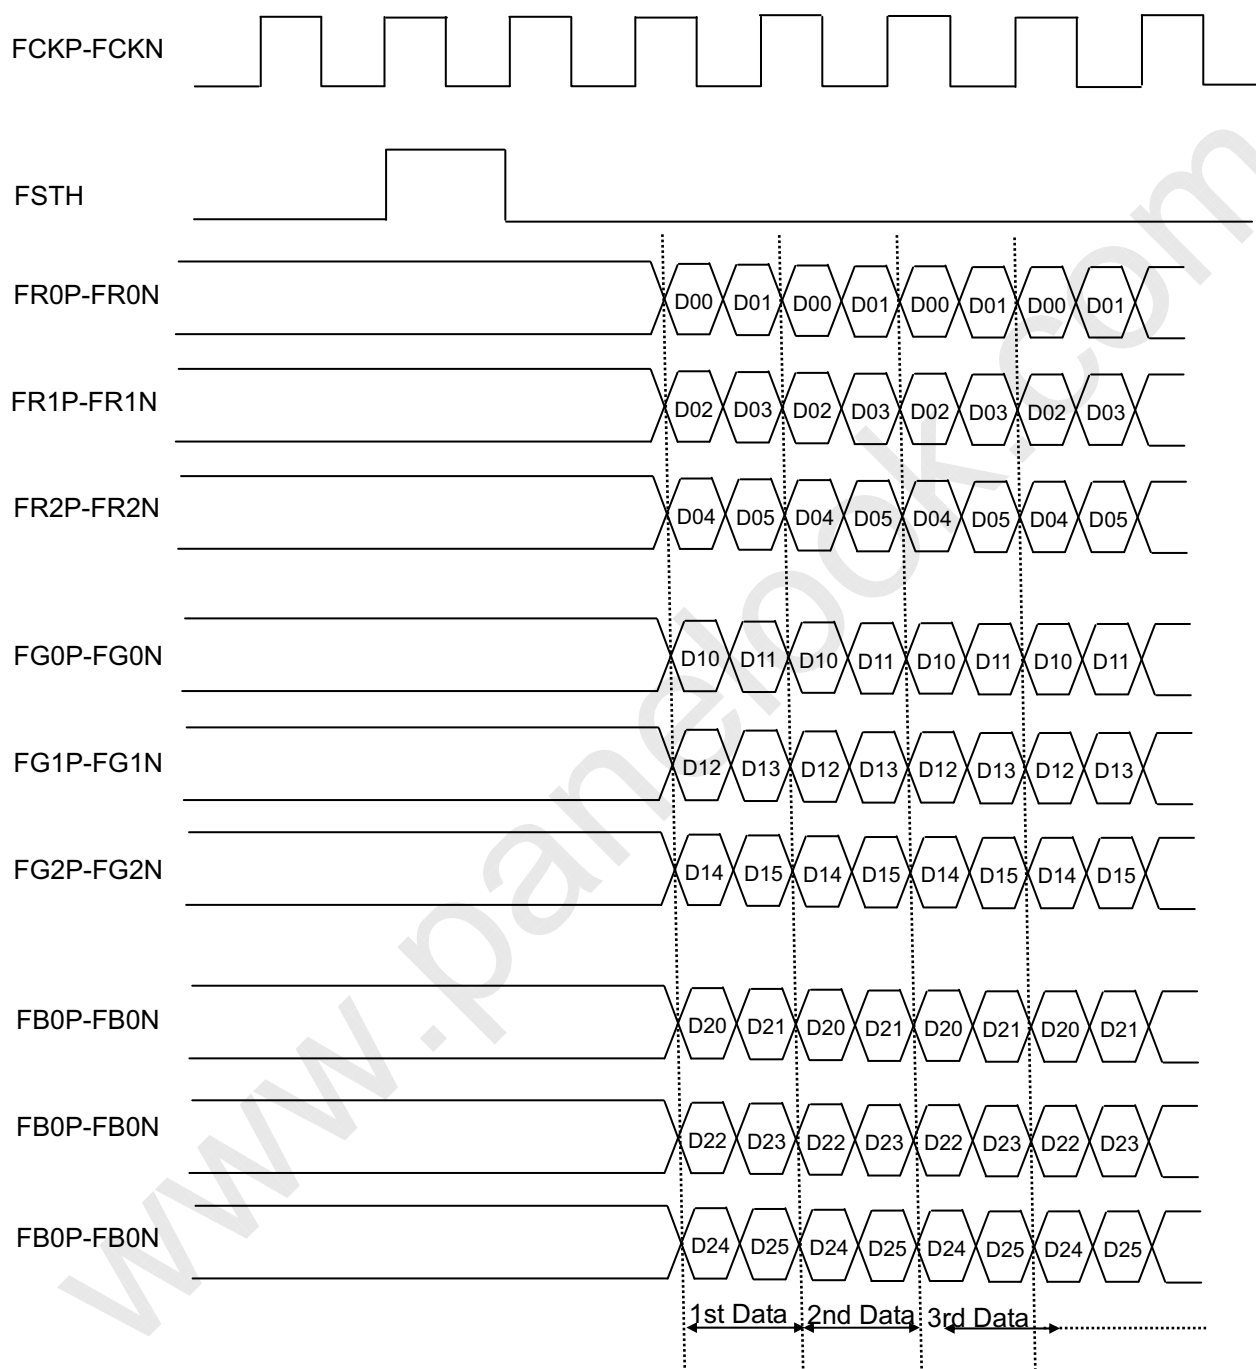 FCKP-FCKN
FSTH
FR0P-FR0N D00 D01 D00 D01 D00 D01 D00 D01
FR1P-FR1N D02 D03 D02 D03 D02 D03 D02 D03
FR2P-FR2N D04 D05 D04 D05 D04 D05 D04 D05
FG0P-FG0N D10 D11 D10 D11 D10 D11 D10 D11
FG1P-FG1N D12 D13 D12 D13 D12 D13 D12 D13
FG2P-FG2N D14 D15 D14 D15 D14 D15 D14 D15
FB0P-FB0N D20 D21 D20 D21 D20 D21 D20 D21
FB0P-FB0N D22 D23 D22 D23 D22 D23 D22 D23
FB0P-FB0N D24 D25 D24 D25 D24 D25 D24 D25
1st Data 2nd Data 3rd Data
www.panelook.com